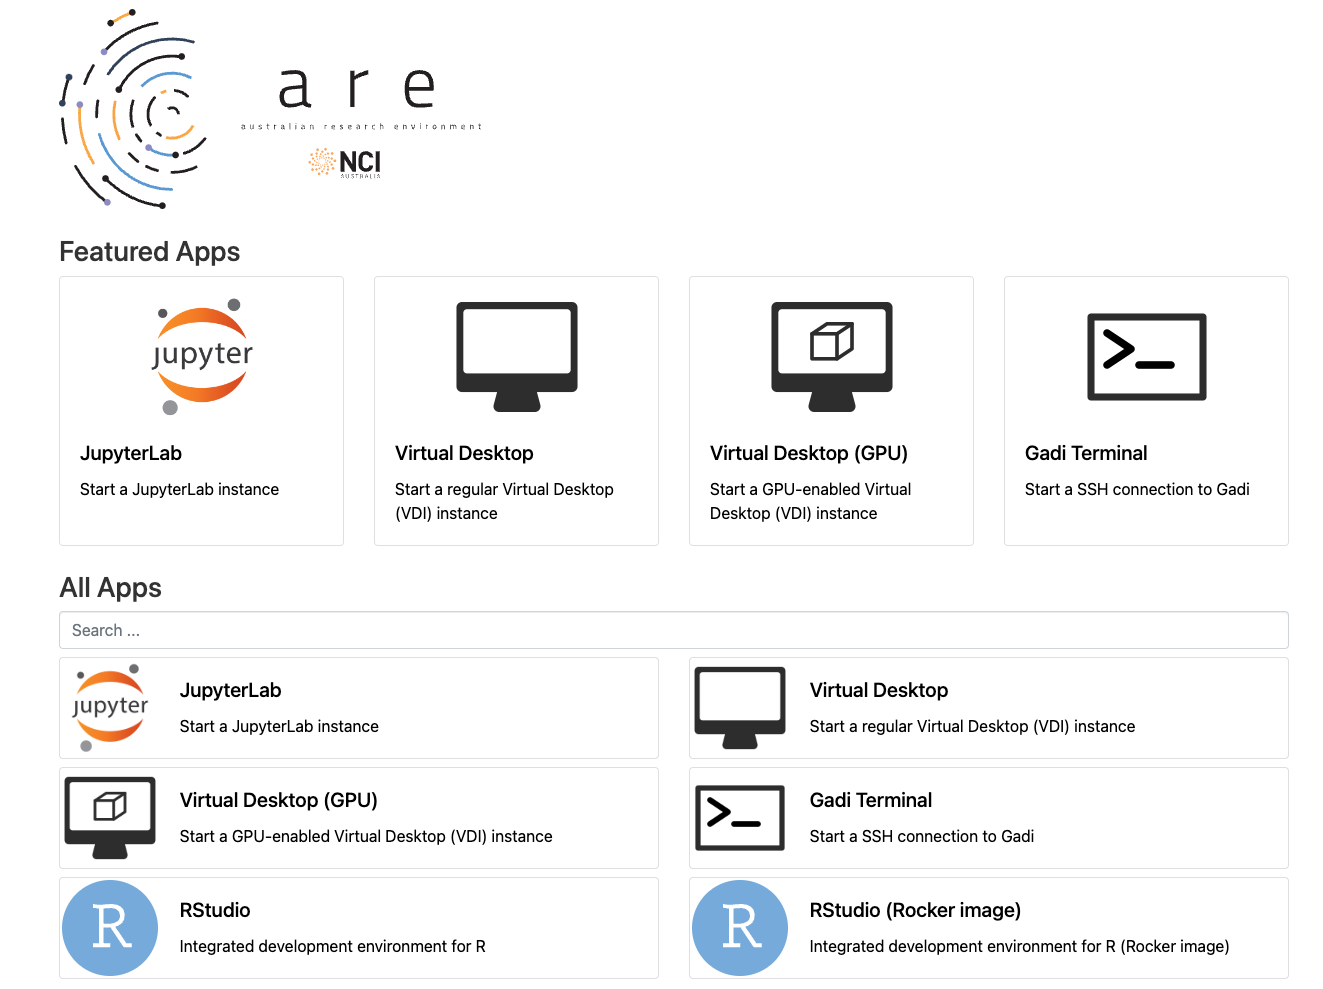 are
australian research environment
NCI
AUSTRALIA
Featured Apps
jupyter
JupyterLab
Start a JupyterLab instance
Virtual Desktop
Start a regular Virtual Desktop
(VDI) instance
Virtual Desktop (GPU)
Start a GPU-enabled Virtual
Desktop (VDI) instance
>_
Gadi Terminal
Start a SSH connection to Gadi
All Apps
Search ...
jupyter
JupyterLab
Start a JupyterLab instance
Virtual Desktop
Start a regular Virtual Desktop (VDI) instance
Virtual Desktop (GPU)
Start a GPU-enabled Virtual Desktop (VDI) instance
>_
Gadi Terminal
Start a SSH connection to Gadi
R
RStudio
Integrated development environment for R
R
RStudio (Rocker image)
Integrated development environment for R (Rocker image)